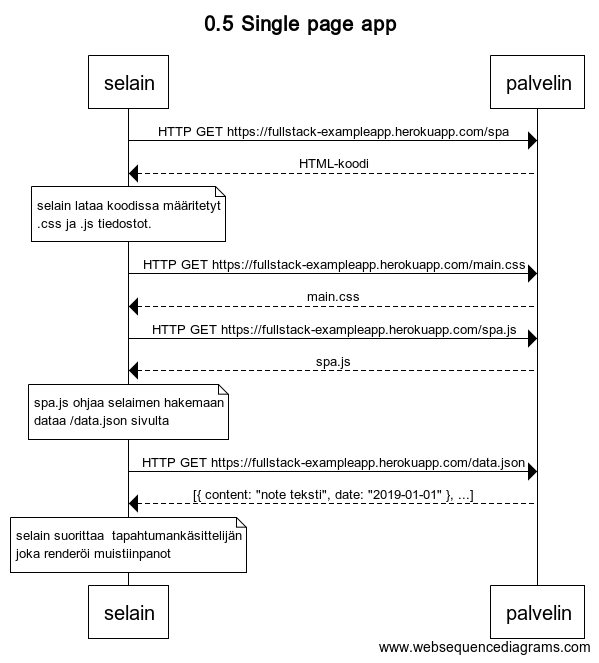 0.5 Single page app
selain palvelin
HTTP GET https://fullstack-exampleapp.herokuapp.com/spa
HTML-koodi
selain lataa koodissa määritetyt
.css ja .js tiedostot.
HTTP GET https://fullstack-exampleapp.herokuapp.com/main.css
main.css
HTTP GET https://fullstack-exampleapp.herokuapp.com/spa.js
spa.js
spa.js ohjaa selaimen hakemaan
dataa /data.json sivulta
HTTP GET https://fullstack-exampleapp.herokuapp.com/data.json
[{ content: "note teksti", date: "2019-01-01" }, ...]
selain suorittaa  tapahtumankäsittelijän
joka renderöi muistiinpanot
selain palvelin
www.websequencediagrams.com